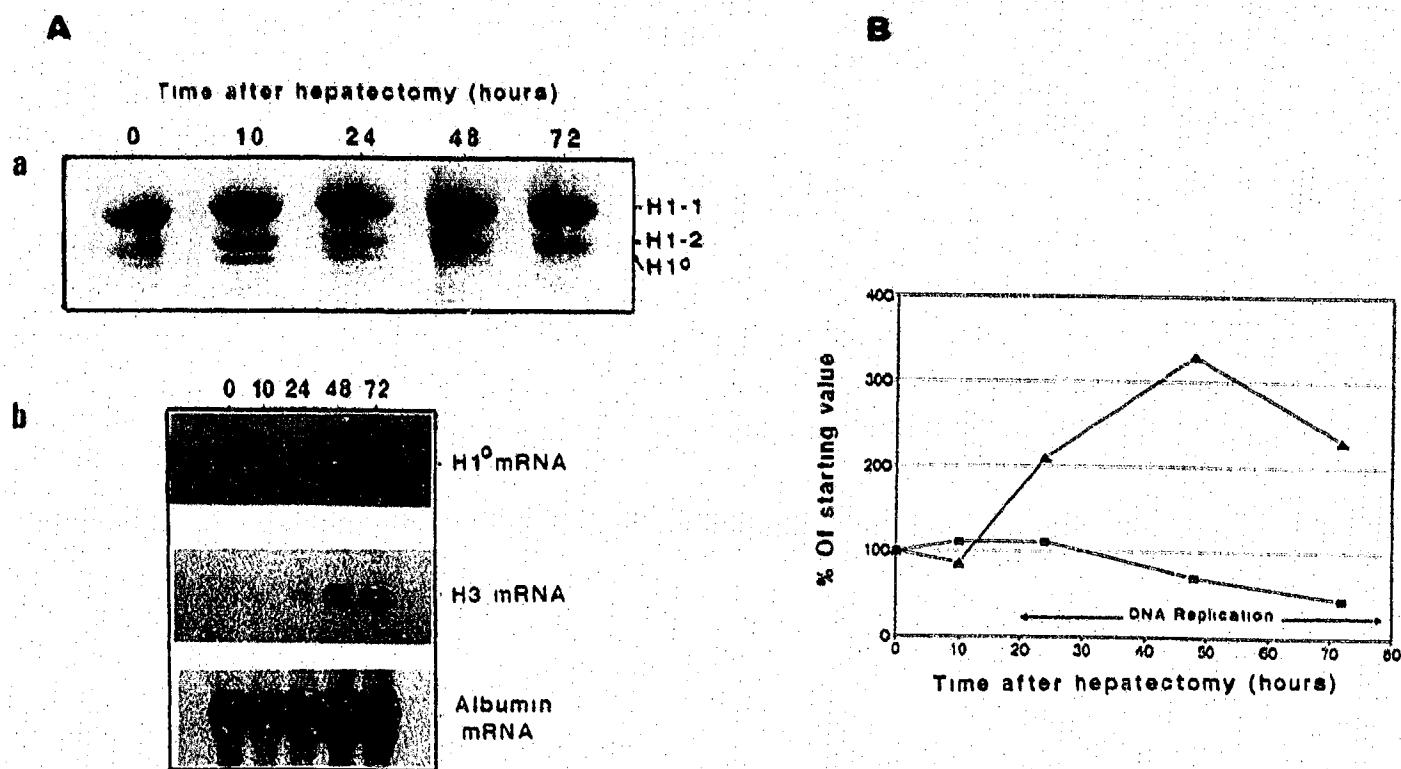 A
Time after hepatectomy (hours)
0 10 24 48 72
a
H1-1
H1-2
H1º
0 10 24 48 72
b
H1º mRNA
H3 mRNA
Albumin
mRNA
B
400
300
200
100
0
% Of starting value
DNA Replication
0 10 20 30 40 50 60 70 80
Time after hepatectomy (hours)